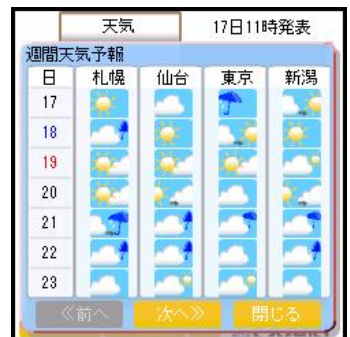 天気 17日11時発表
週間天気予報
日 札幌 仙台 東京 新潟
17
18
19
20
21
22
23
≪前へ 次へ≫ 閉じる